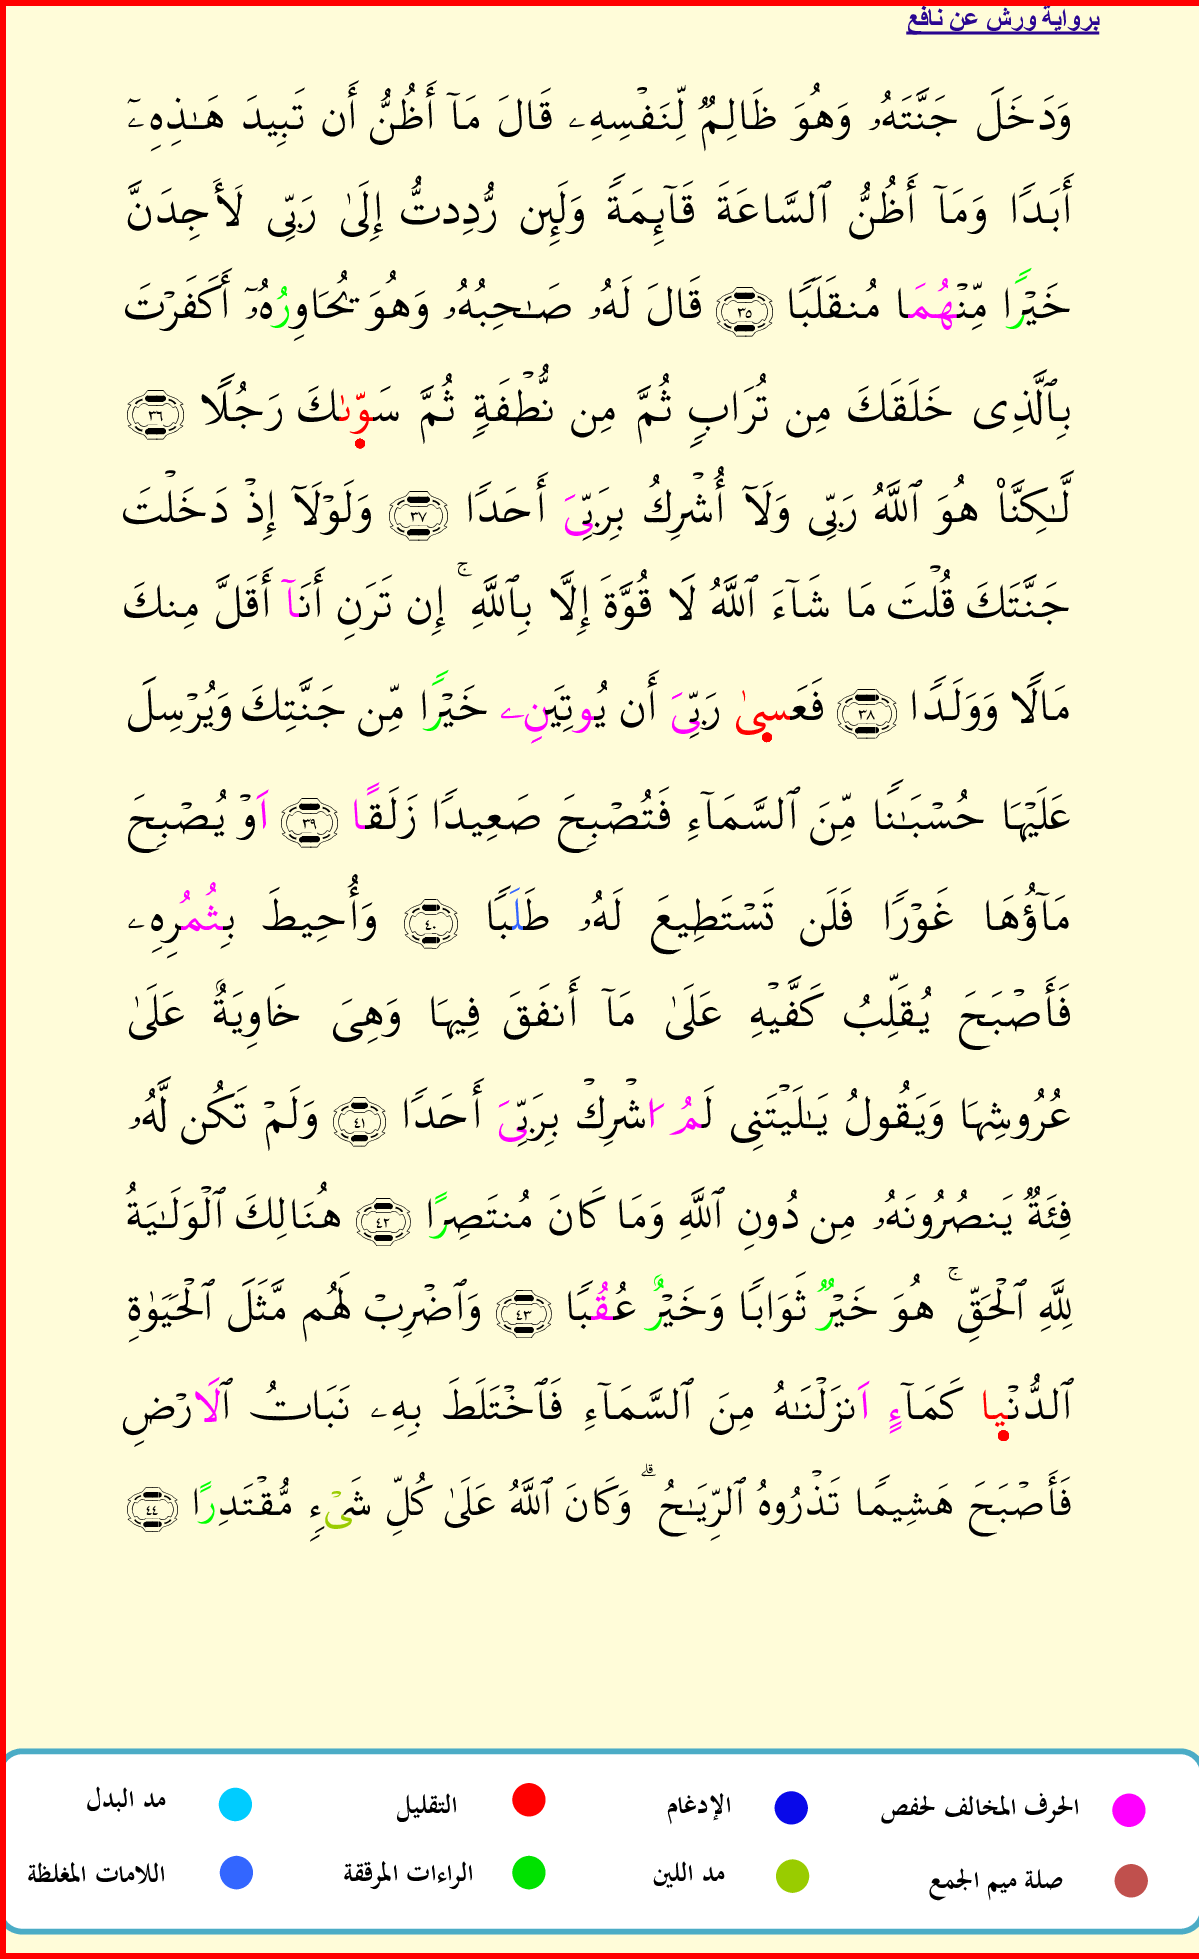 برواية ورش عن نافع
وَدَخَلَ جَنَّتَهُۥ وَهُوَ ظَالِمٌ لِّنَفْسِهِۦ قَالَ مَآ أَظُنُّ أَن تَبِيدَ هَـٰذِهِۦٓ
أَبَدًا وَمَآ أَظُنُّ ٱلسَّاعَةَ قَآئِمَةً وَلَئِن رُّدِدتُّ إِلَىٰ رَبِّى لَأَجِدَنَّ
خَيْرًا مِّنْهُمَا مُنقَلَبًا ٣٥ قَالَ لَهُۥ صَـٰحِبُهُۥ وَهُوَ يُحَاوِرُهُۥٓ أَكَفَرْتَ
بِٱلَّذِى خَلَقَكَ مِن تُرَابٍ ثُمَّ مِن نُّطْفَةٍ ثُمَّ سَوّىٰكَ رَجُلًا ٣٦
لَّـٰكِنَّا۠ هُوَ ٱللَّهُ رَبِّى وَلَآ أُشْرِكُ بِرَبِّىَ أَحَدًا ٣٧ وَلَوْلَآ إِذْ دَخَلْتَ
جَنَّتَكَ قُلْتَ مَا شَآءَ ٱللَّهُ لَا قُوَّةَ إِلَّا بِٱللَّهِ ۚ إِن تَرَنِ أَنَآ أَقَلَّ مِنكَ
مَالًا وَوَلَدًا ٣٨ فَعَسىٰ رَبِّىَ أَن يُوتِيَنِۦ خَيْرًا مِّن جَنَّتِكَ وَيُرْسِلَ
عَلَيْهَا حُسْبَـٰنًا مِّنَ ٱلسَّمَآءِ فَتُصْبِحَ صَعِيدًا زَلَقًا ٣٩ اَوْ يُصْبِحَ
مَآؤُهَا غَوْرًا فَلَن تَسْتَطِيعَ لَهُۥ طَلَبًا ٤٠ وَأُحِيطَ بِثُمُرِهِۦ
فَأَصْبَحَ يُقَلِّبُ كَفَّيْهِ عَلَىٰ مَآ أَنفَقَ فِيهَا وَهِىَ خَاوِيَةٌ عَلَىٰ
عُرُوشِهَا وَيَقُولُ يَـٰلَيْتَنِى لَمُ اشْرِكْ بِرَبِّىَ أَحَدًا ٤١ وَلَمْ تَكُن لَّهُۥ
فِئَةٌ يَنصُرُونَهُۥ مِن دُونِ ٱللَّهِ وَمَا كَانَ مُنتَصِرًا ٤٢ هُنَالِكَ ٱلْوَلَـٰيَةُ
لِلَّهِ ٱلْحَقِّ ۚ هُوَ خَيْرٌ ثَوَابًا وَخَيْرٌ عُقُبًا ٤٣ وَٱضْرِبْ لَهُم مَّثَلَ ٱلْحَيَوٰةِ
ٱلدُّنْيا كَمَآءٍ اَنزَلْنَـٰهُ مِنَ ٱلسَّمَآءِ فَٱخْتَلَطَ بِهِۦ نَبَاتُ ٱلَارْضِ
فَأَصْبَحَ هَشِيمًا تَذْرُوهُ ٱلرِّيَـٰحُ ۗ وَكَانَ ٱللَّهُ عَلَىٰ كُلِّ شَىْءٍ مُّقْتَدِرًا ٤٤
الحرف المخالف لحفص الإدغام التقليل مد البدل
صلة ميم الجمع مد اللين الراءات المرققة اللامات المغلظة